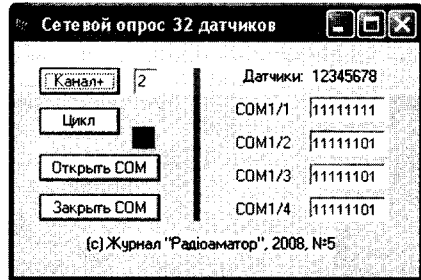 Сетевой опрос 32 датчиков
Канал+ 2
Цикл
Открыть COM
Закрыть COM
Датчики: 12345678
COM1/1 11111111
COM1/2 11111101
COM1/3 11111101
COM1/4 11111101
(c) Журнал "Радіоаматор", 2008, №5